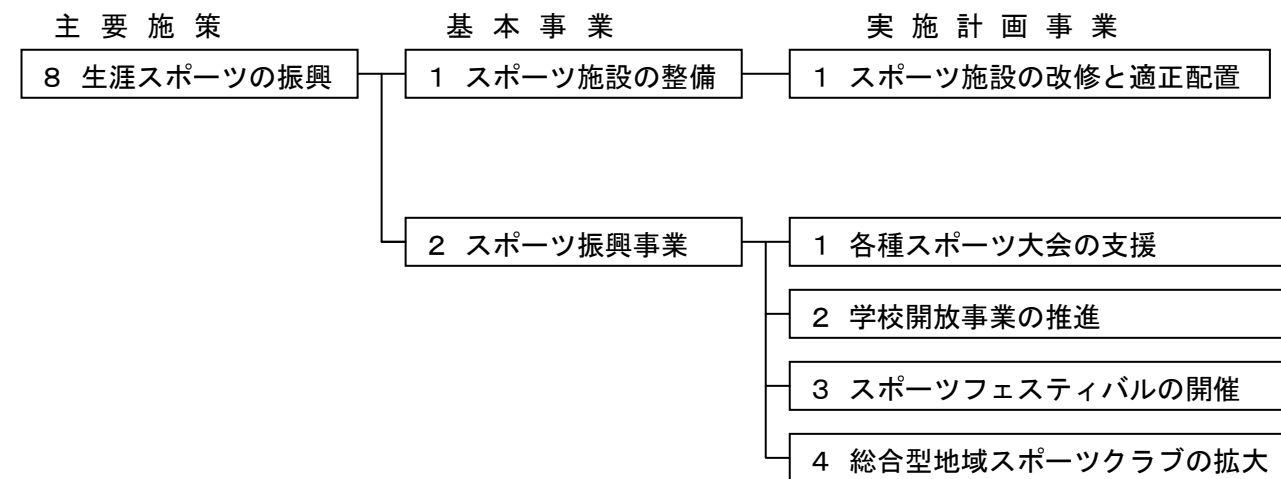 主要施策 基本事業 実施計画事業
８ 生涯スポーツの振興 １ スポーツ施設の整備 １ スポーツ施設の改修と適正配置
２ スポーツ振興事業 １ 各種スポーツ大会の支援
２ 学校開放事業の推進
３ スポーツフェスティバルの開催
４ 総合型地域スポーツクラブの拡大